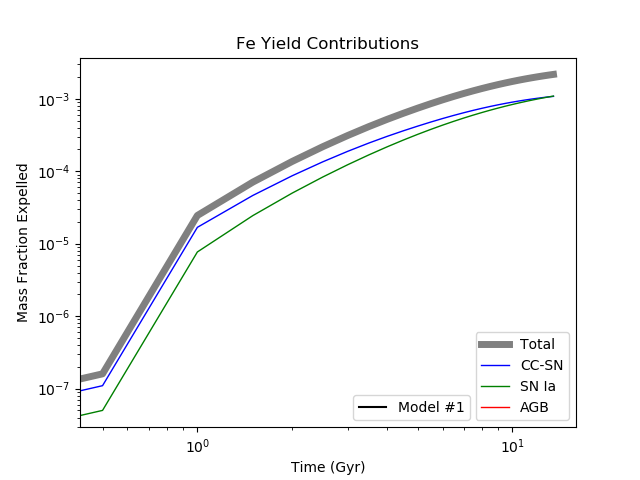 Fe Yield Contributions
Mass Fraction Expelled
10⁻³
10⁻⁴
10⁻⁵
10⁻⁶
10⁻⁷
Total
CC-SN
SN Ia
AGB
Model #1
10⁰
10¹
Time (Gyr)